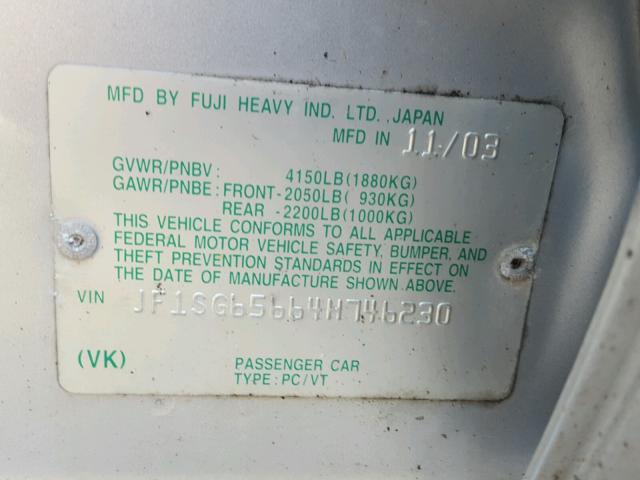 MFD BY FUJI HEAVY IND. LTD. JAPAN
MFD IN 11/03
GVWR/PNBV : 4150LB(1880KG)
GAWR/PNBE : FRONT-2050LB( 930KG)
REAR -2200LB(1000KG)
THIS VEHICLE CONFORMS TO ALL APPLICABLE
FEDERAL MOTOR VEHICLE SAFETY, BUMPER, AND
THEFT PREVENTION STANDARDS IN EFFECT ON
THE DATE OF MANUFACTURE SHOWN ABOVE.
VIN JF1SG65664H746230
(VK) PASSENGER CAR
TYPE : PC/VT